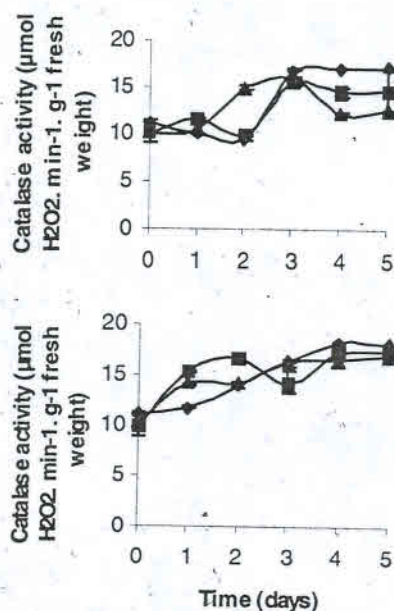 Catalase activity (µmol
H2O2. min-1. g-1 fresh
weight)
20
15
10
5
0
0 1 2 3 4 5
Catalase activity (µmol
H2O2. min-1. g-1 fresh
weight)
20
15
10
5
0
0 1 2 3 4 5
Time (days)